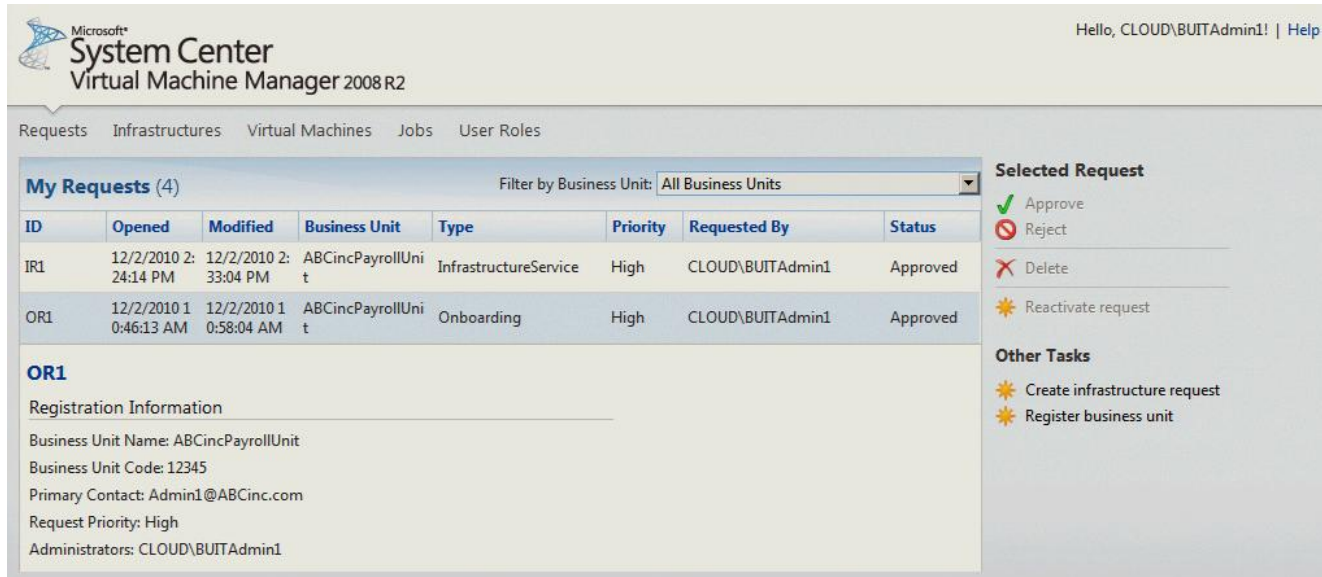 Microsoft®
System Center
Virtual Machine Manager 2008 R2
Hello, CLOUD\BUITAdmin1! | Help
Requests Infrastructures Virtual Machines Jobs User Roles
My Requests (4)
Filter by Business Unit: All Business Units
ID Opened Modified Business Unit Type Priority Requested By Status
IR1 12/2/2010 2: 12/2/2010 2: ABCincPayrollUni InfrastructureService High CLOUD\BUITAdmin1 Approved
24:14 PM 33:04 PM t
OR1 12/2/2010 1 12/2/2010 1 ABCincPayrollUni Onboarding High CLOUD\BUITAdmin1 Approved
0:46:13 AM 0:58:04 AM t
OR1
Registration Information
Business Unit Name: ABCincPayrollUnit
Business Unit Code: 12345
Primary Contact: Admin1@ABCinc.com
Request Priority: High
Administrators: CLOUD\BUITAdmin1
Selected Request
Approve
Reject
Delete
Reactivate request
Other Tasks
Create infrastructure request
Register business unit